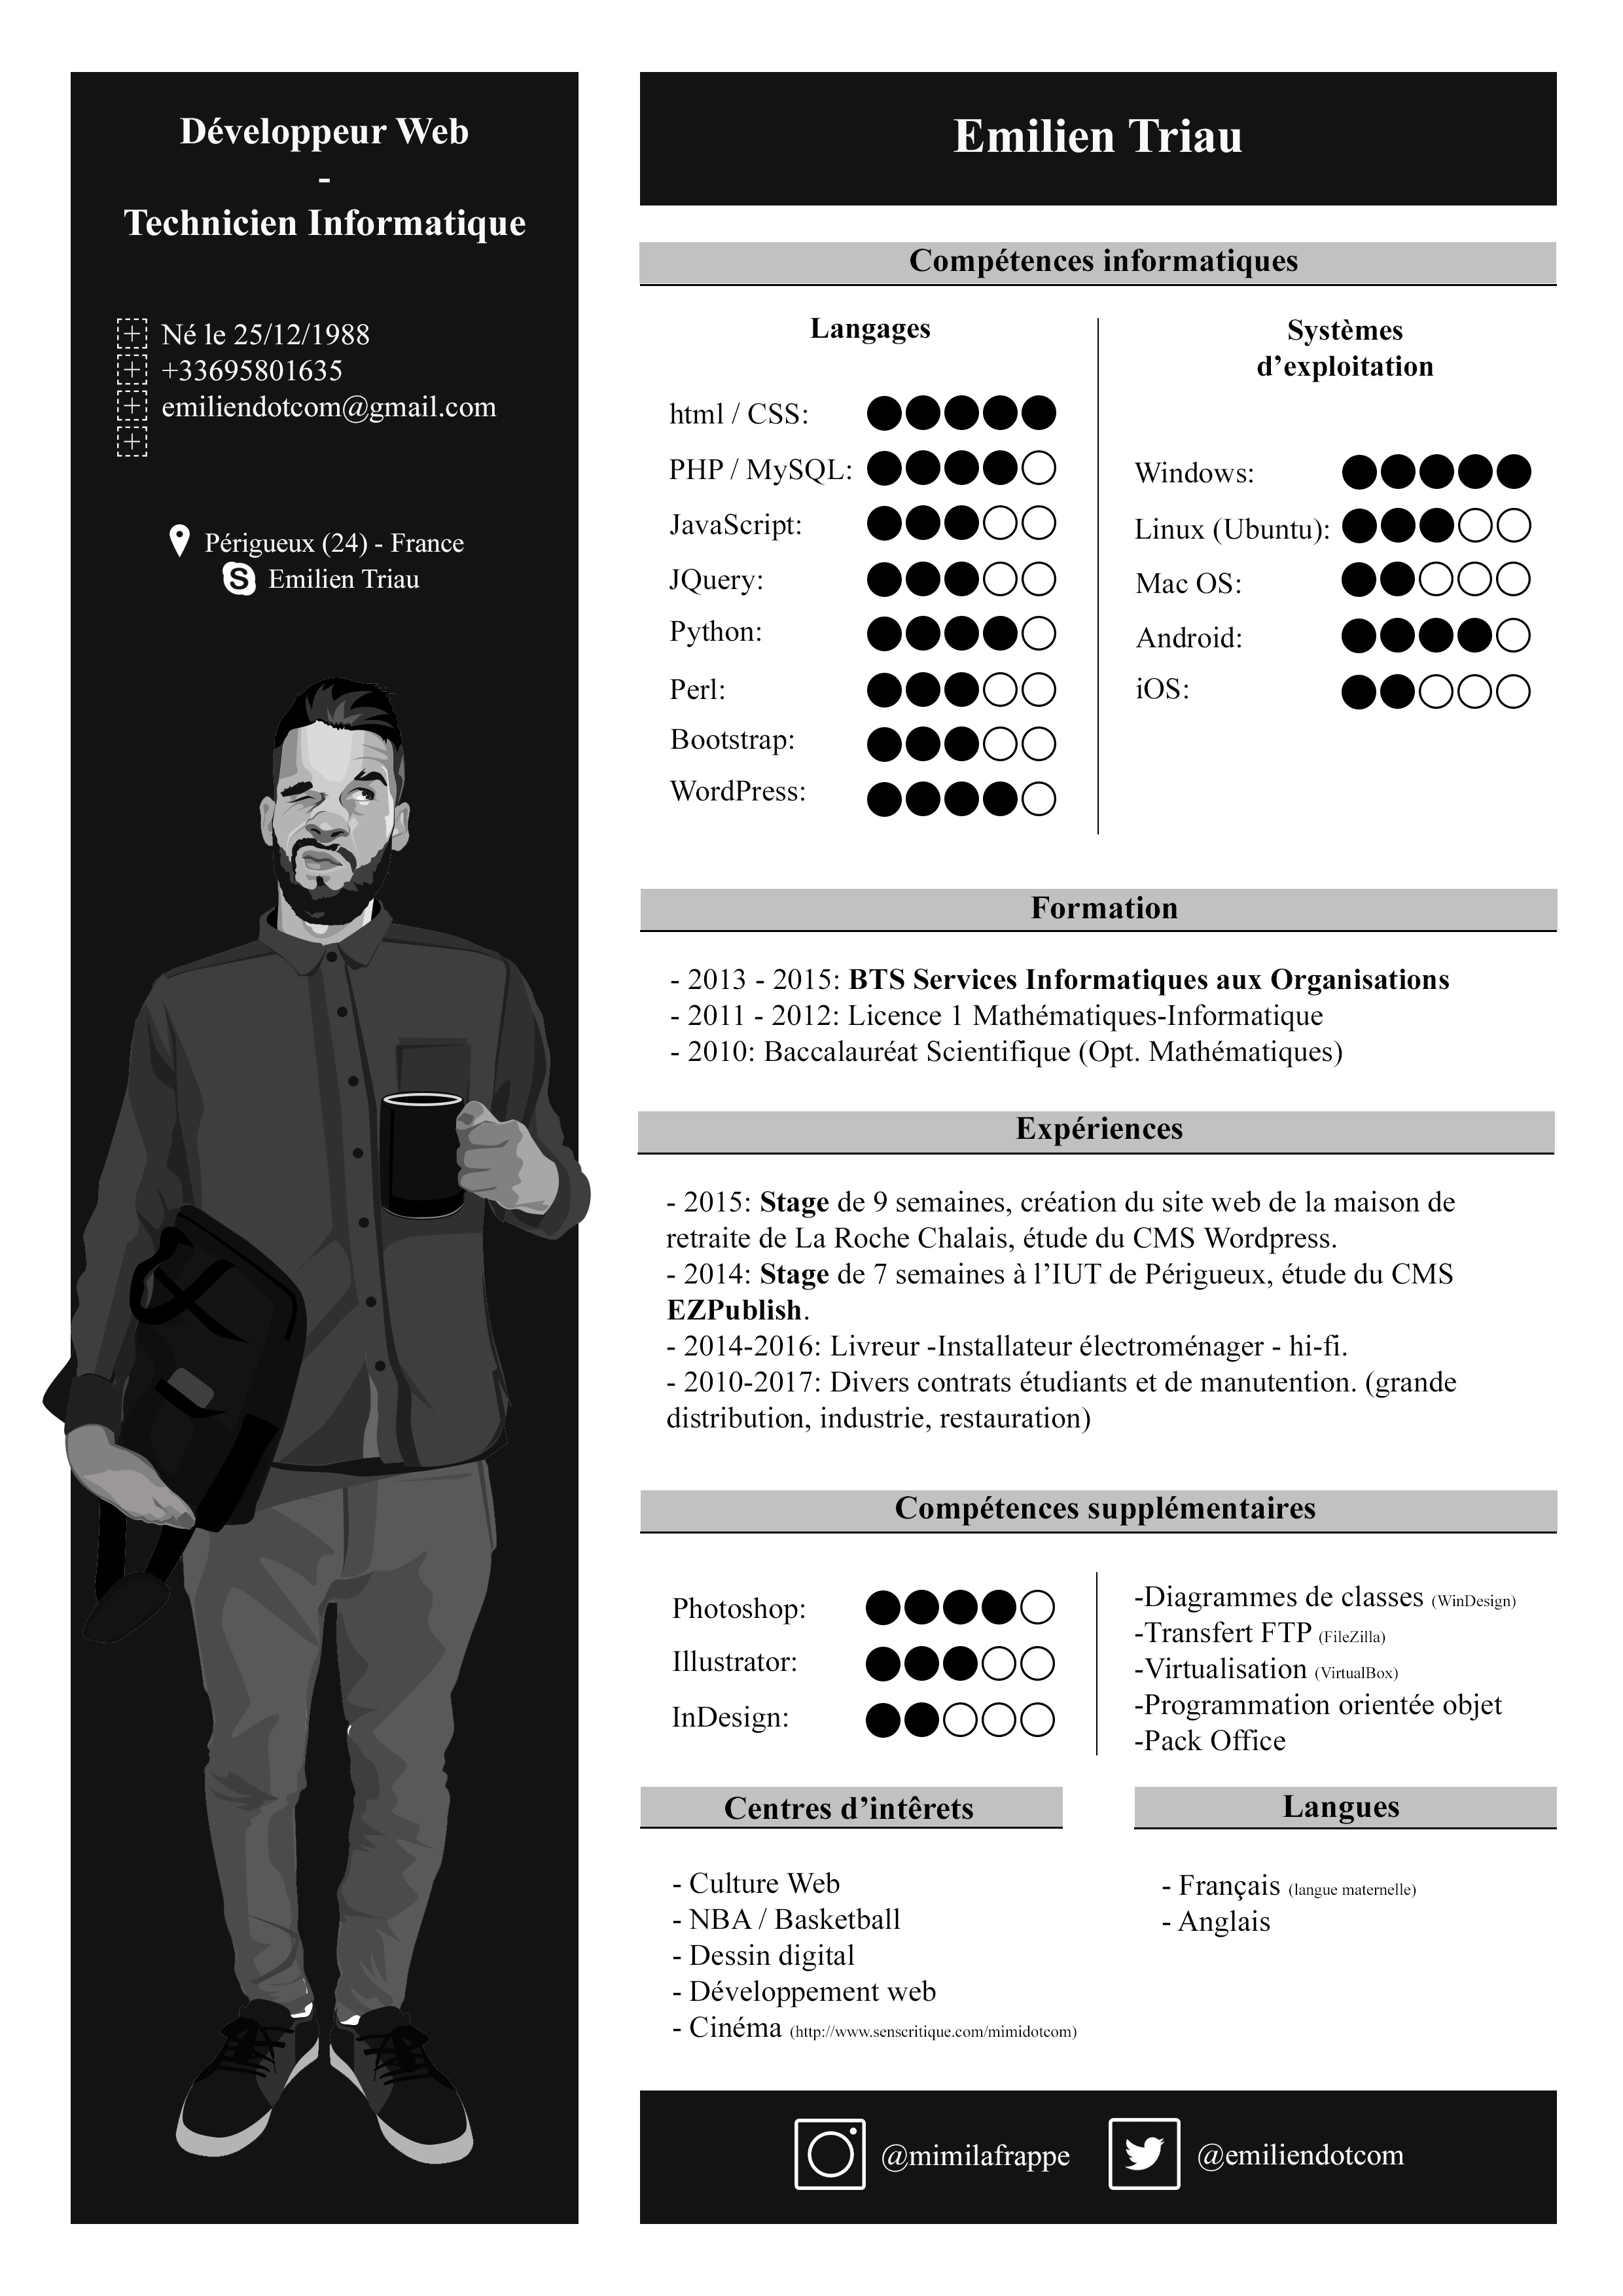 Développeur Web
-
Technicien Informatique
Né le 25/12/1988
+33695801635
emiliendotcom@gmail.com
Périgueux (24) - France
Emilien Triau
Emilien Triau
Compétences informatiques
Langages
html / CSS:
PHP / MySQL:
JavaScript:
JQuery:
Python:
Perl:
Bootstrap:
WordPress:
Systèmes
d’exploitation
Windows:
Linux (Ubuntu):
Mac OS:
Android:
iOS:
Formation
- 2013 - 2015: BTS Services Informatiques aux Organisations
- 2011 - 2012: Licence 1 Mathématiques-Informatique
- 2010: Baccalauréat Scientifique (Opt. Mathématiques)
Expériences
- 2015: Stage de 9 semaines, création du site web de la maison de
retraite de La Roche Chalais, étude du CMS Wordpress.
- 2014: Stage de 7 semaines à l’IUT de Périgueux, étude du CMS
EZPublish.
- 2014-2016: Livreur -Installateur électroménager - hi-fi.
- 2010-2017: Divers contrats étudiants et de manutention. (grande
distribution, industrie, restauration)
Compétences supplémentaires
Photoshop:
Illustrator:
InDesign:
-Diagrammes de classes (WinDesign)
-Transfert FTP (FileZilla)
-Virtualisation (VirtualBox)
-Programmation orientée objet
-Pack Office
Centres d’intêrets
- Culture Web
- NBA / Basketball
- Dessin digital
- Développement web
- Cinéma (http://www.senscritique.com/mimidotcom)
Langues
- Français (langue maternelle)
- Anglais
@mimilafrappe
@emiliendotcom